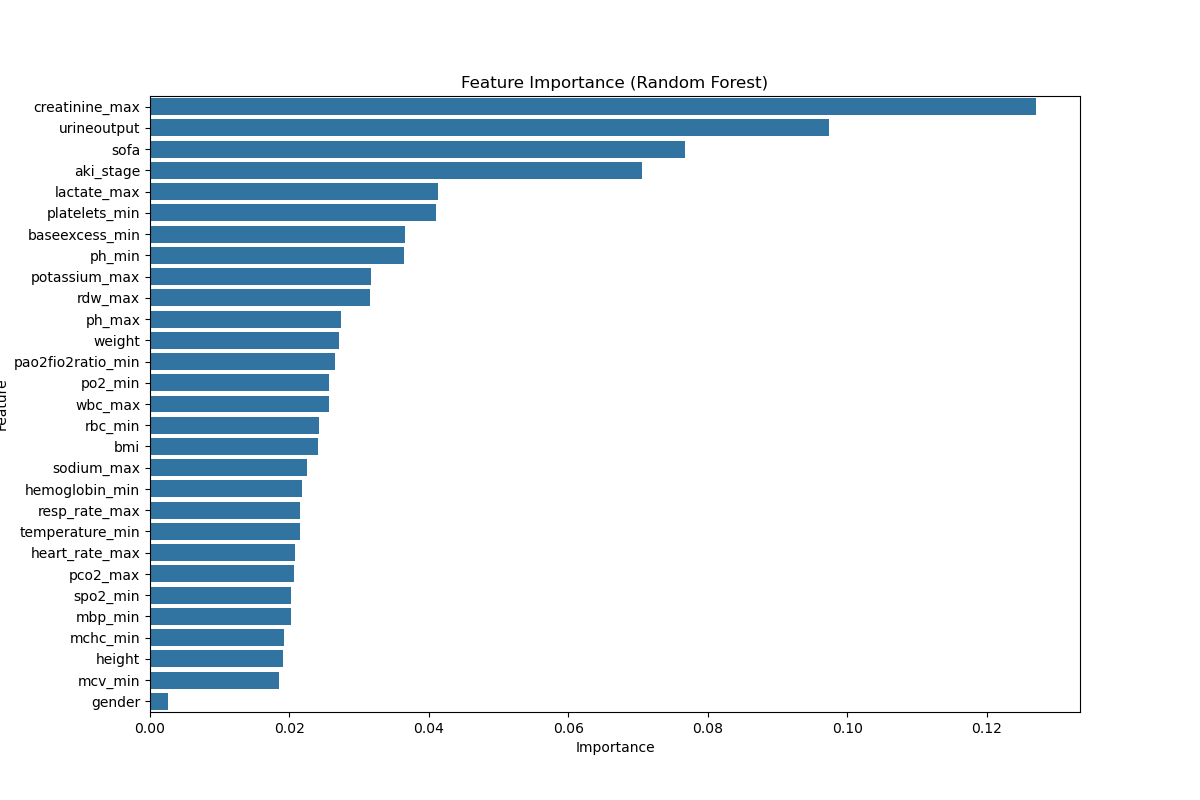 Feature Importance (Random Forest)
creatinine_max
urineoutput
sofa
aki_stage
lactate_max
platelets_min
baseexcess_min
ph_min
potassium_max
rdw_max
ph_max
weight
pao2fio2ratio_min
po2_min
wbc_max
rbc_min
bmi
sodium_max
hemoglobin_min
resp_rate_max
temperature_min
heart_rate_max
pco2_max
spo2_min
mbp_min
mchc_min
height
mcv_min
gender
Feature
0.00 0.02 0.04 0.06 0.08 0.10 0.12
Importance